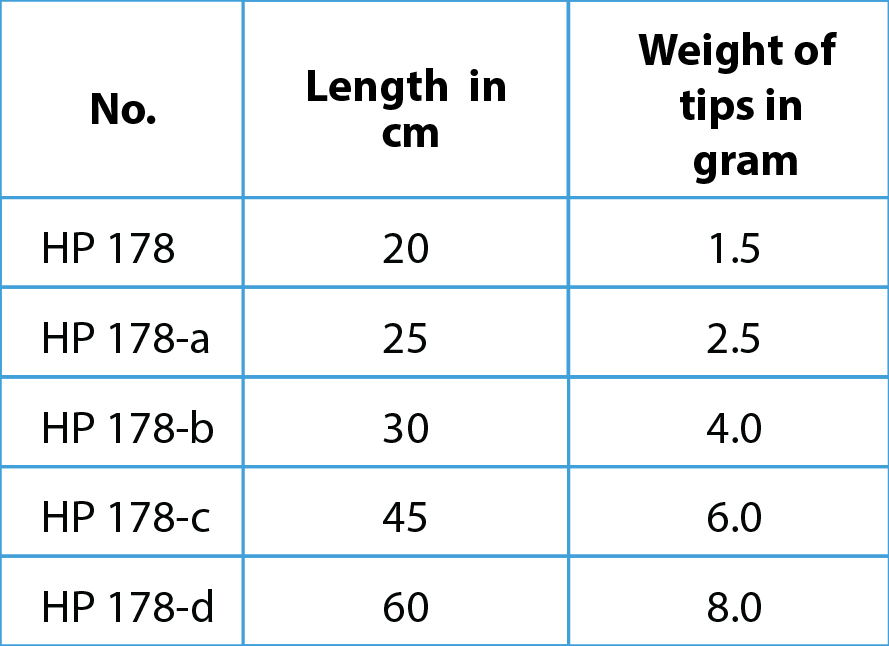 No. Length in cm Weight of tips in gram
HP 178 20 1.5
HP 178-a 25 2.5
HP 178-b 30 4.0
HP 178-c 45 6.0
HP 178-d 60 8.0